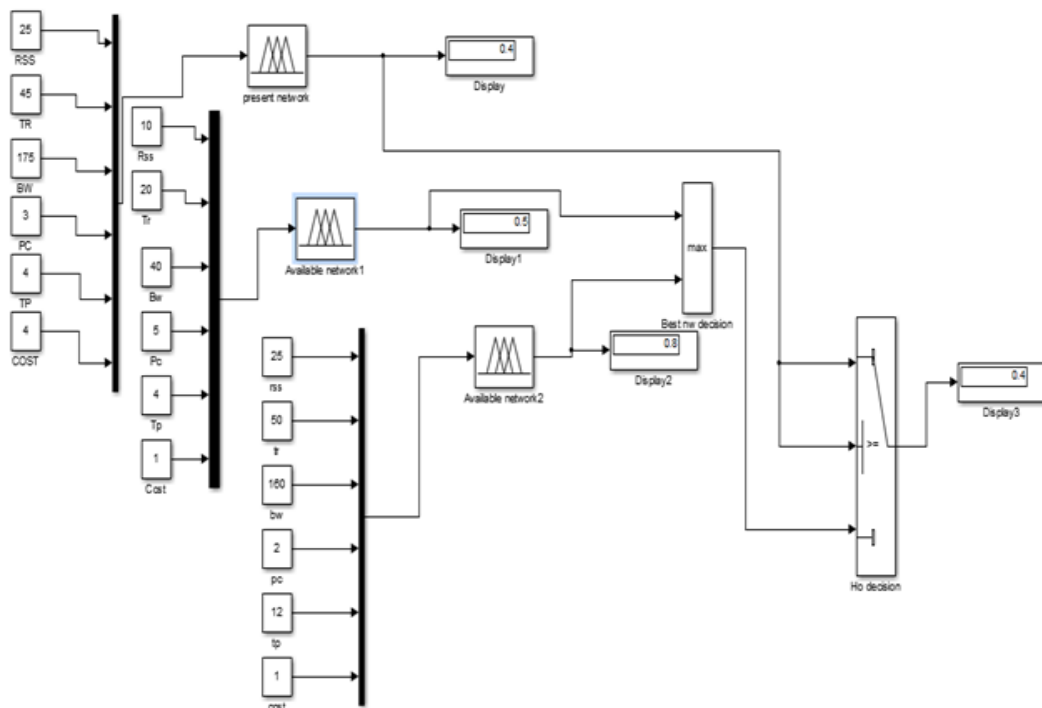 25
RSS
45
TR
175
BW
3
PC
4
TP
4
COST
present network
0.4
Display
10
Rss
20
Tr
40
Bw
5
Pc
4
Tp
1
Cost
Available network1
0.5
Display1
max
Best nw decision
25
rss
50
tr
160
bw
2
pc
12
tp
1
cost
Available network2
0.8
Display2
>=
Ho decision
0.4
Display3